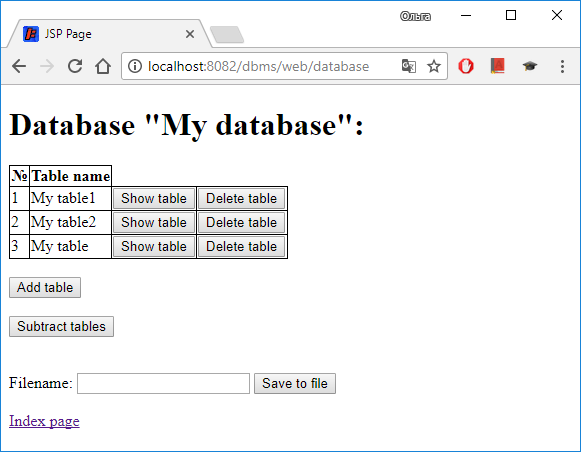 Ольга
JSP Page
localhost:8082/dbms/web/database
Database "My database":
№ Table name
1 My table1 Show table Delete table
2 My table2 Show table Delete table
3 My table Show table Delete table
Add table
Subtract tables
Filename: Save to file
Index page